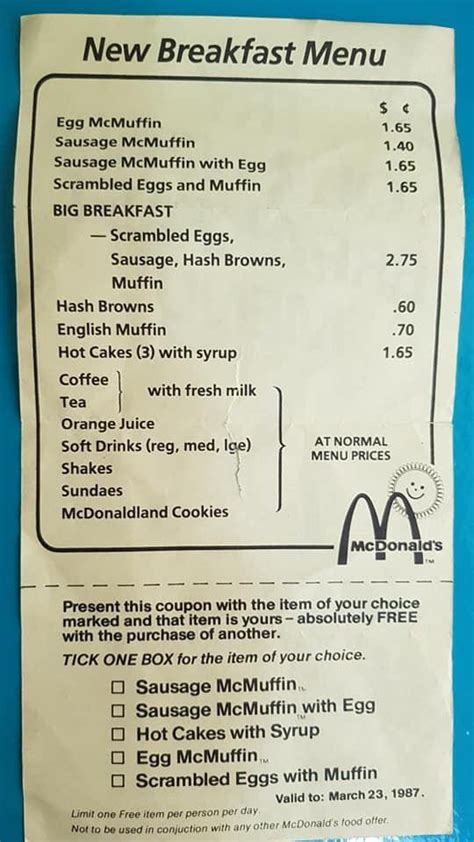 New Breakfast Menu
$ ¢
Egg McMuffin 1.65
Sausage McMuffin 1.40
Sausage McMuffin with Egg 1.65
Scrambled Eggs and Muffin 1.65
BIG BREAKFAST
— Scrambled Eggs,
Sausage, Hash Browns, 2.75
Muffin
Hash Browns .60
English Muffin .70
Hot Cakes (3) with syrup 1.65
Coffee
with fresh milk
Tea
Orange Juice
Soft Drinks (reg, med, lge)
Shakes
Sundaes
McDonaldland Cookies
AT NORMAL
MENU PRICES
McDonald's
TM
Present this coupon with the item of your choice
marked and that item is yours – absolutely FREE
with the purchase of another.
TICK ONE BOX for the item of your choice.
☐ Sausage McMuffin TM
☐ Sausage McMuffin TM with Egg
☐ Hot Cakes with Syrup
☐ Egg McMuffin TM
☐ Scrambled Eggs with Muffin
Valid to: March 23, 1987.
Limit one Free item per person per day.
Not to be used in conjuction with any other McDonald's food offer.